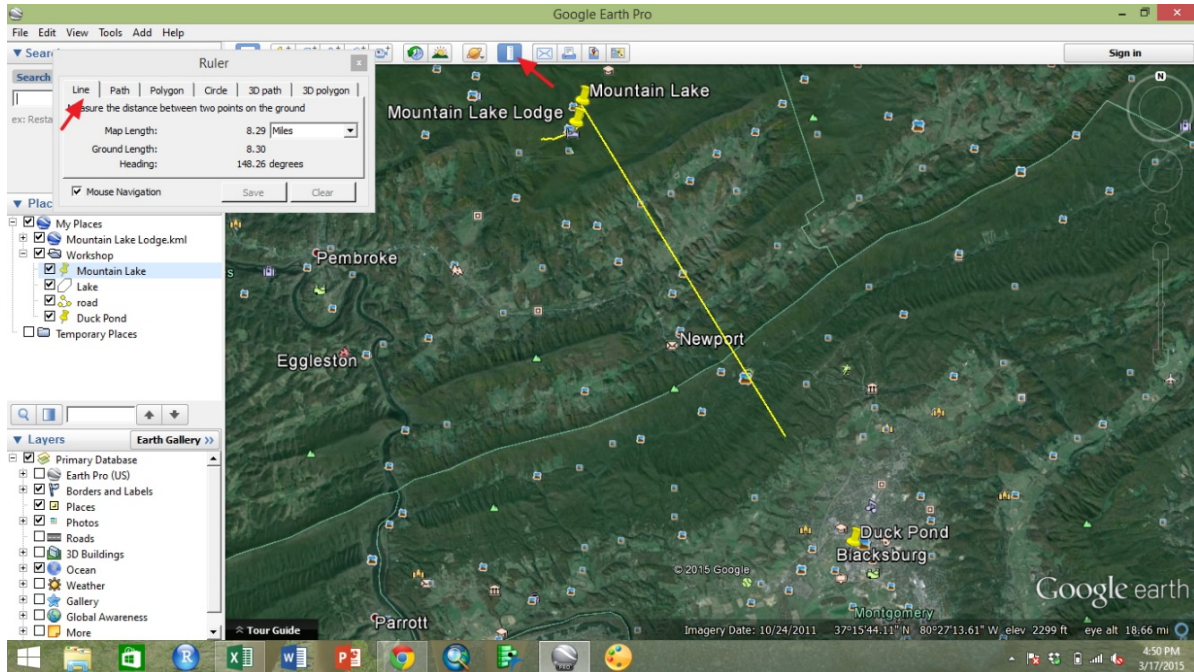 Google Earth Pro
File Edit View Tools Add Help
Sear
Search
ex: Resta
Ruler
Line Path Polygon Circle 3D path 3D polygon
asure the distance between two points on the ground
Map Length: 8.29 Miles
Ground Length: 8.30
Heading: 148.26 degrees
Mouse Navigation Save Clear
Sign in
Plac
My Places
Mountain Lake Lodge.kml
Workshop
Mountain Lake
Lake
road
Duck Pond
Temporary Places
Layers Earth Gallery >>
Primary Database
Earth Pro (US)
Borders and Labels
Places
Photos
Roads
3D Buildings
Ocean
Weather
Gallery
Global Awareness
More
N
Mountain Lake
Mountain Lake Lodge
Pembroke
S
Newport
Eggleston
Duck Pond
Blacksburg
© 2015 Google
Google earth
Montgomery
Parrott
Tour Guide
Imagery Date: 10/24/2011 37°15'44.11" N 80°27'13.61" W elev 2299 ft eye alt 18.66 mi
R X W P PRO
4:50 PM
3/17/2015